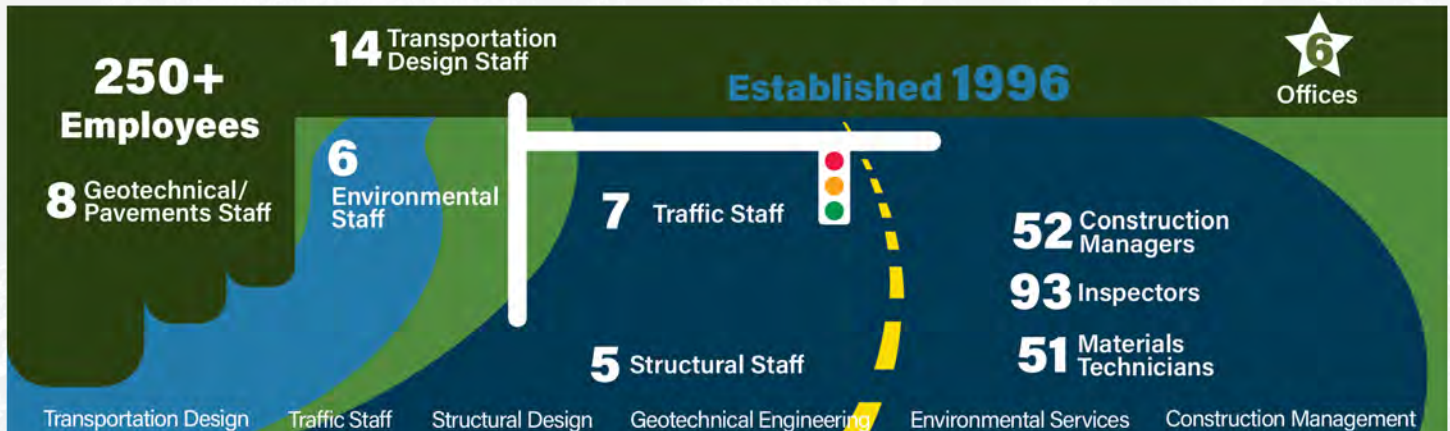 250+
Employees
8 Geotechnical/
Pavements Staff
14 Transportation
Design Staff
6
Environmental
Staff
Established 1996
6
Offices
7 Traffic Staff
5 Structural Staff
52 Construction
Managers
93 Inspectors
51 Materials
Technicians
Transportation Design Traffic Staff Structural Design Geotechnical Engineering Environmental Services Construction Management